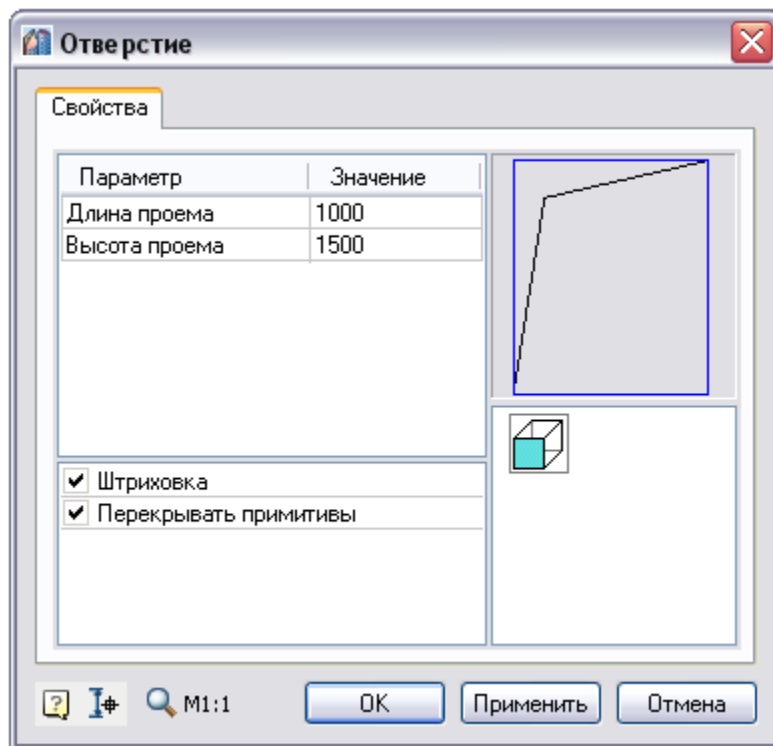 Отверстие
Свойства
Параметр Значение
Длина проема 1000
Высота проема 1500
Штриховка
Перекрывать примитивы
М1:1 OK Применить Отмена